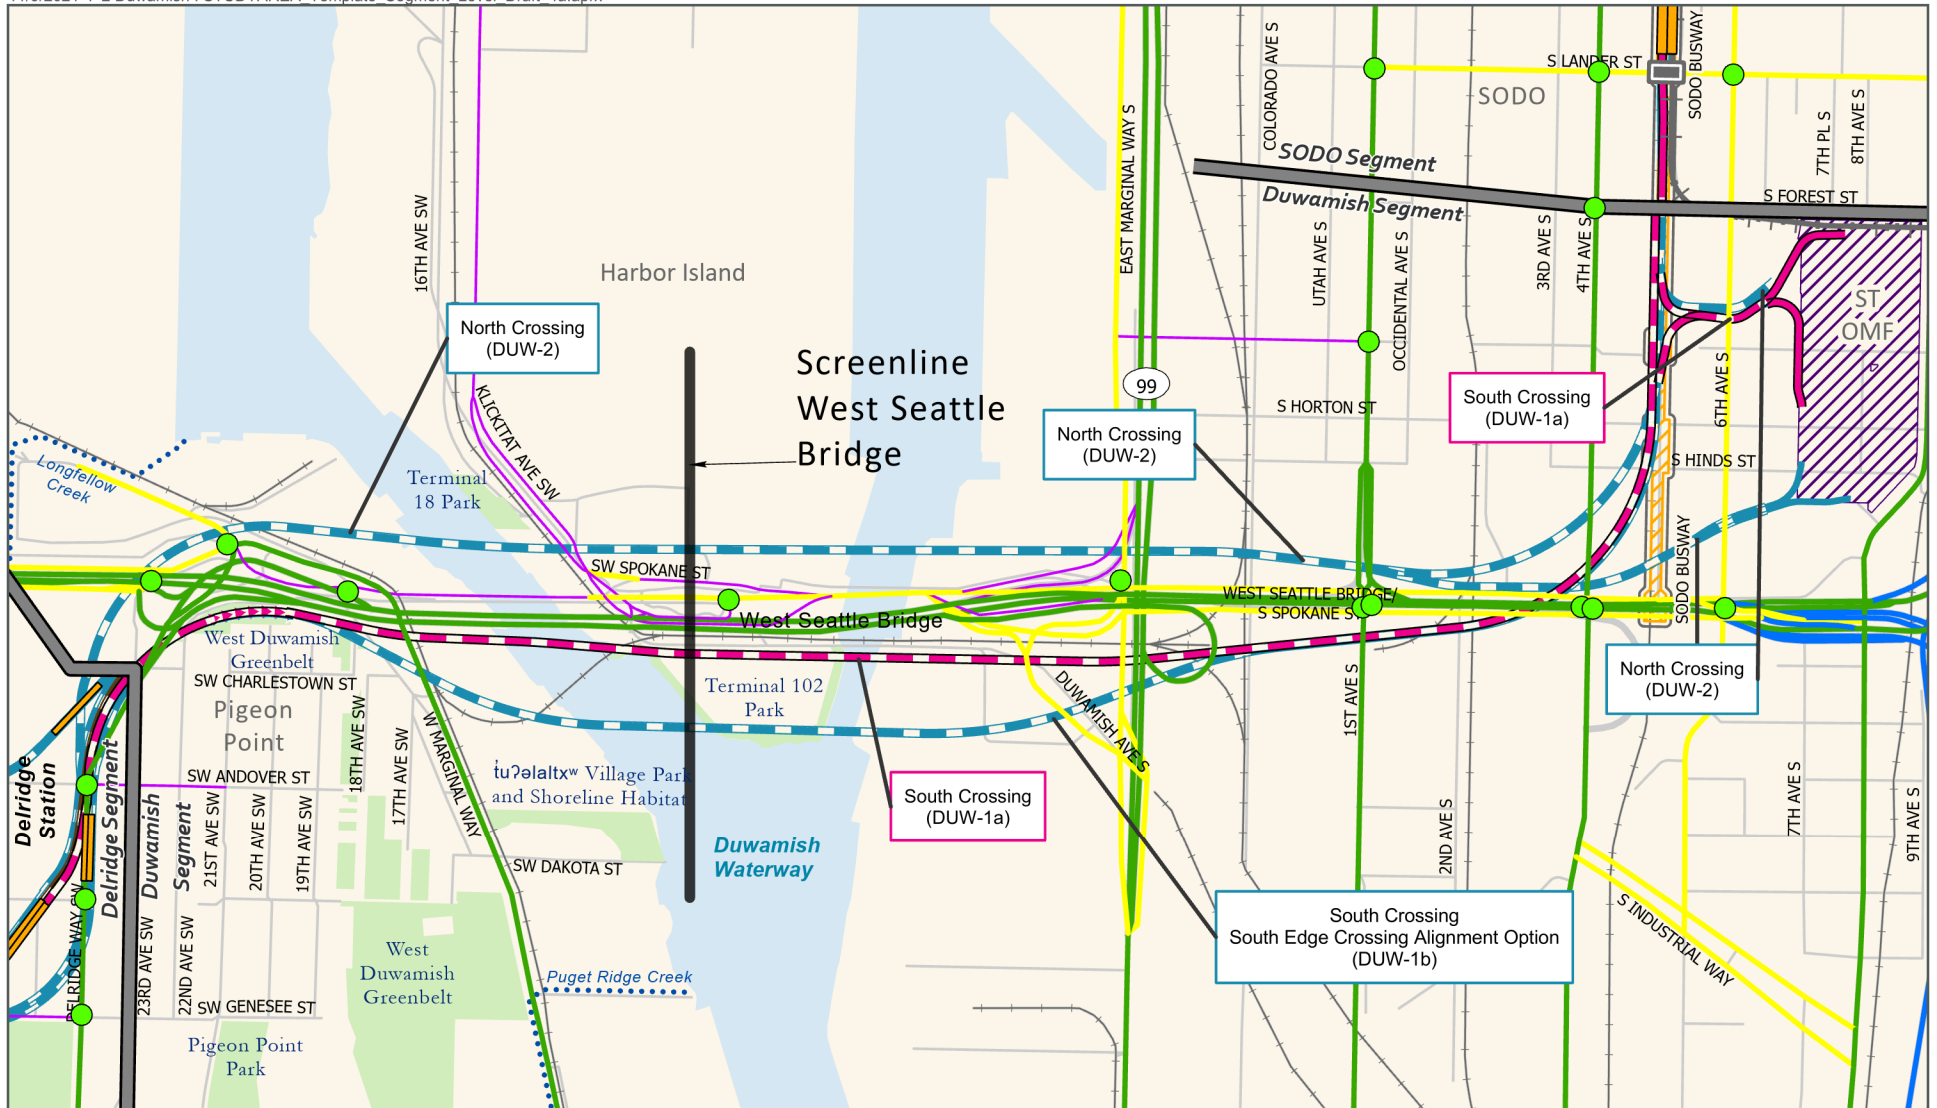 S LANDER ST
SODO BUSWAY
SODO
COLORADO AVE S
EAST MARGINAL WAY S
7TH PL S
8TH AVE S
SODO Segment
Duwamish Segment
S FOREST ST
16TH AVE SW
Harbor Island
UTAH AVE S
OCCIDENTAL AVE S
3RD AVE S
4TH AVE S
ST
OMF
North Crossing
(DUW-2)
Screenline
West Seattle
Bridge
99
KLICKITAT AVE SW
South Crossing
(DUW-1a)
6TH AVE S
S HORTON ST
North Crossing
(DUW-2)
S HINDS ST
Longfellow
Creek
Terminal
18 Park
SW SPOKANE ST
West Seattle Bridge
WEST SEATTLE BRIDGE/
S SPOKANE ST
SODO BUSWAY
West Duwamish
Greenbelt
SW CHARLESTOWN ST
Pigeon
Point
Terminal 102
Park
DUWAMISH AVE S
1ST AVE S
North Crossing
(DUW-2)
18TH AVE SW
17TH AVE SW
W MARGINAL WAY
SW ANDOVER ST
t̓uʔəlaltxʷ Village Park
and Shoreline Habitat
South Crossing
(DUW-1a)
Delridge
Station
Delridge Segment
Duwamish
Segment
21ST AVE SW
20TH AVE SW
19TH AVE SW
2ND AVE S
7TH AVE S
9TH AVE S
Duwamish
Waterway
SW DAKOTA ST
South Crossing
South Edge Crossing Alignment Option
(DUW-1b)
S INDUSTRIAL WAY
DELRIDGE WAY SW
23RD AVE SW
22ND AVE SW
West
Duwamish
Greenbelt
Puget Ridge Creek
SW GENESEE ST
Pigeon Point
Park